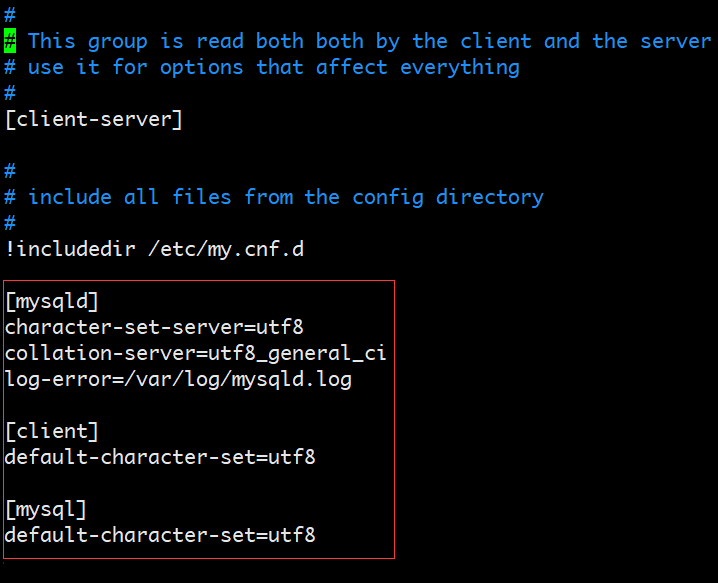 #
# This group is read both both by the client and the server
# use it for options that affect everything
#
[client-server]
#
# include all files from the config directory
#
!includedir /etc/my.cnf.d
[mysqld]
character-set-server=utf8
collation-server=utf8_general_ci
log-error=/var/log/mysqld.log
[client]
default-character-set=utf8
[mysql]
default-character-set=utf8